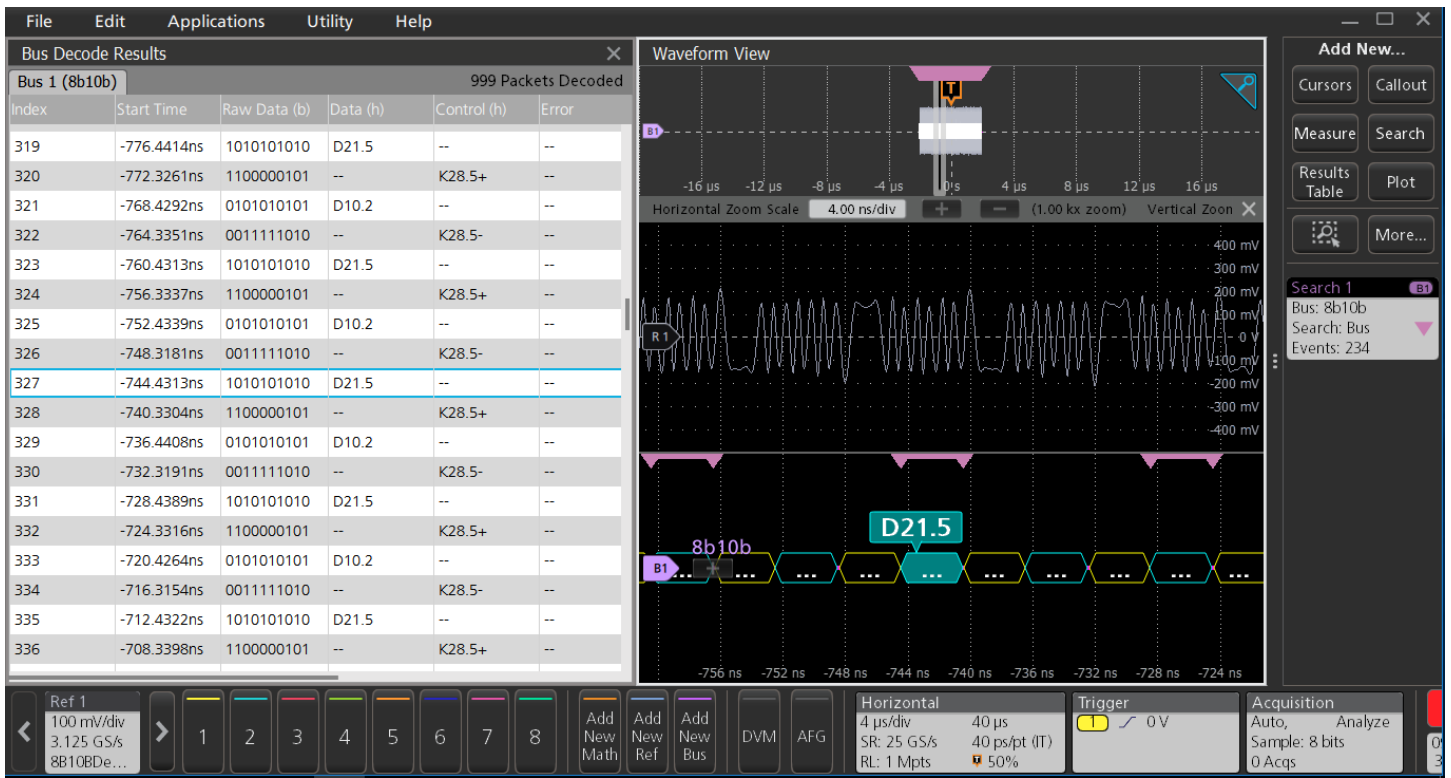 File Edit Applications Utility Help
Bus Decode Results
Bus 1 (8b10b) 999 Packets Decoded
Index Start Time Raw Data (b) Data (h) Control (h) Error
319 -776.4414ns 1010101010 D21.5 -- --
320 -772.3261ns 1100000101 -- K28.5+ --
321 -768.4292ns 0101010101 D10.2 -- --
322 -764.3351ns 0011111010 -- K28.5- --
323 -760.4313ns 1010101010 D21.5 -- --
324 -756.3337ns 1100000101 -- K28.5+ --
325 -752.4339ns 0101010101 D10.2 -- --
326 -748.3181ns 0011111010 -- K28.5- --
327 -744.4313ns 1010101010 D21.5 -- --
328 -740.3304ns 1100000101 -- K28.5+ --
329 -736.4408ns 0101010101 D10.2 -- --
330 -732.3191ns 0011111010 -- K28.5- --
331 -728.4389ns 1010101010 D21.5 -- --
332 -724.3316ns 1100000101 -- K28.5+ --
333 -720.4264ns 0101010101 D10.2 -- --
334 -716.3154ns 0011111010 -- K28.5- --
335 -712.4322ns 1010101010 D21.5 -- --
336 -708.3398ns 1100000101 -- K28.5+ --
Waveform View
T
B1
-16 µs -12 µs -8 µs -4 µs 0 s 4 µs 8 µs 12 µs 16 µs
Horizontal Zoom Scale 4.00 ns/div + − (1.00 kx zoom) Vertical Zoon
400 mV
300 mV
200 mV
100 mV
R 1 0 V
-100 mV
-200 mV
-300 mV
-400 mV
D21.5
8b10b
B1 ... + ... ... ... ... ... ... ... ... ...
-756 ns -752 ns -748 ns -744 ns -740 ns -736 ns -732 ns -728 ns -724 ns
Add New...
Cursors Callout
Measure Search
Results Table Plot
More...
Search 1 B1
Bus: 8b10b
Search: Bus
Events: 234
Ref 1
100 mV/div
3.125 GS/s
8B10BDe...
1 2 3 4 5 6 7 8
Add New Math
Add New Ref
Add New Bus
DVM AFG
Horizontal
4 µs/div 40 µs
SR: 25 GS/s 40 ps/pt (IT)
RL: 1 Mpts 50%
Trigger
1 0 V
Acquisition
Auto, Analyze
Sample: 8 bits
0 Acqs